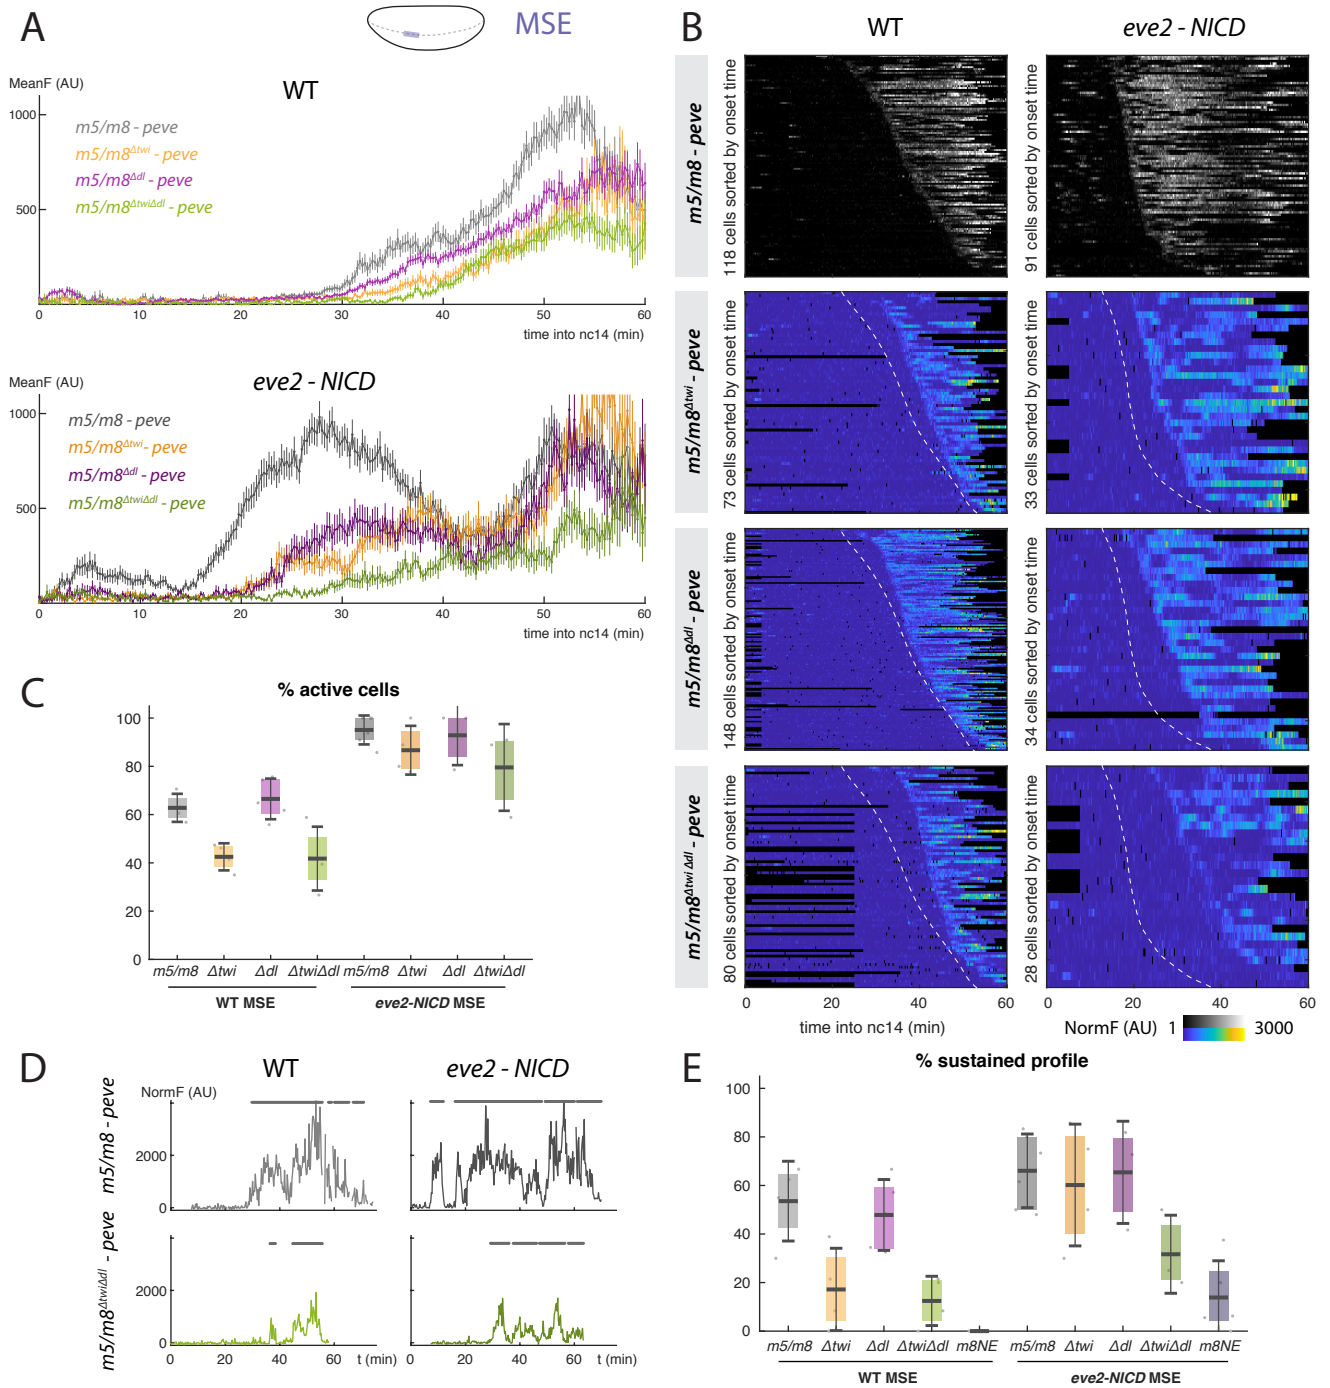 A
MSE
WT
MeanF (AU)
1000
500
m5/m8 - peve
m5/m8Δtwi - peve
m5/m8Δdl - peve
m5/m8ΔtwiΔdl - peve
0 10 20 30 40 50 60
time into nc14 (min)
eve2 - NICD
MeanF (AU)
1000
500
m5/m8 - peve
m5/m8Δtwi - peve
m5/m8Δdl - peve
m5/m8ΔtwiΔdl - peve
0 10 20 30 40 50 60
time into nc14 (min)
B
WT
eve2 - NICD
m5/m8 - peve
118 cells sorted by onset time
91 cells sorted by onset time
m5/m8Δtwi - peve
73 cells sorted by onset time
33 cells sorted by onset time
m5/m8Δdl - peve
148 cells sorted by onset time
34 cells sorted by onset time
m5/m8Δtwi Δdl - peve
80 cells sorted by onset time
28 cells sorted by onset time
0 20 40 60
0 20 40 60
time into nc14 (min)
NormF (AU) 1 3000
C
% active cells
100
80
60
40
20
0
m5/m8 Δtwi Δdl ΔtwiΔdl m5/m8 Δtwi Δdl ΔtwiΔdl
WT MSE
eve2-NICD MSE
D
WT
eve2 - NICD
NormF (AU)
m5/m8 - peve
2000
0
m5/m8ΔtwiΔdl - peve
2000
0
0 20 40 60 t (min)
0 20 40 60 t (min)
E
% sustained profile
100
80
60
40
20
0
m5/m8 Δtwi Δdl ΔtwiΔdl m8NE m5/m8 Δtwi Δdl ΔtwiΔdl m8NE
WT MSE
eve2-NICD MSE